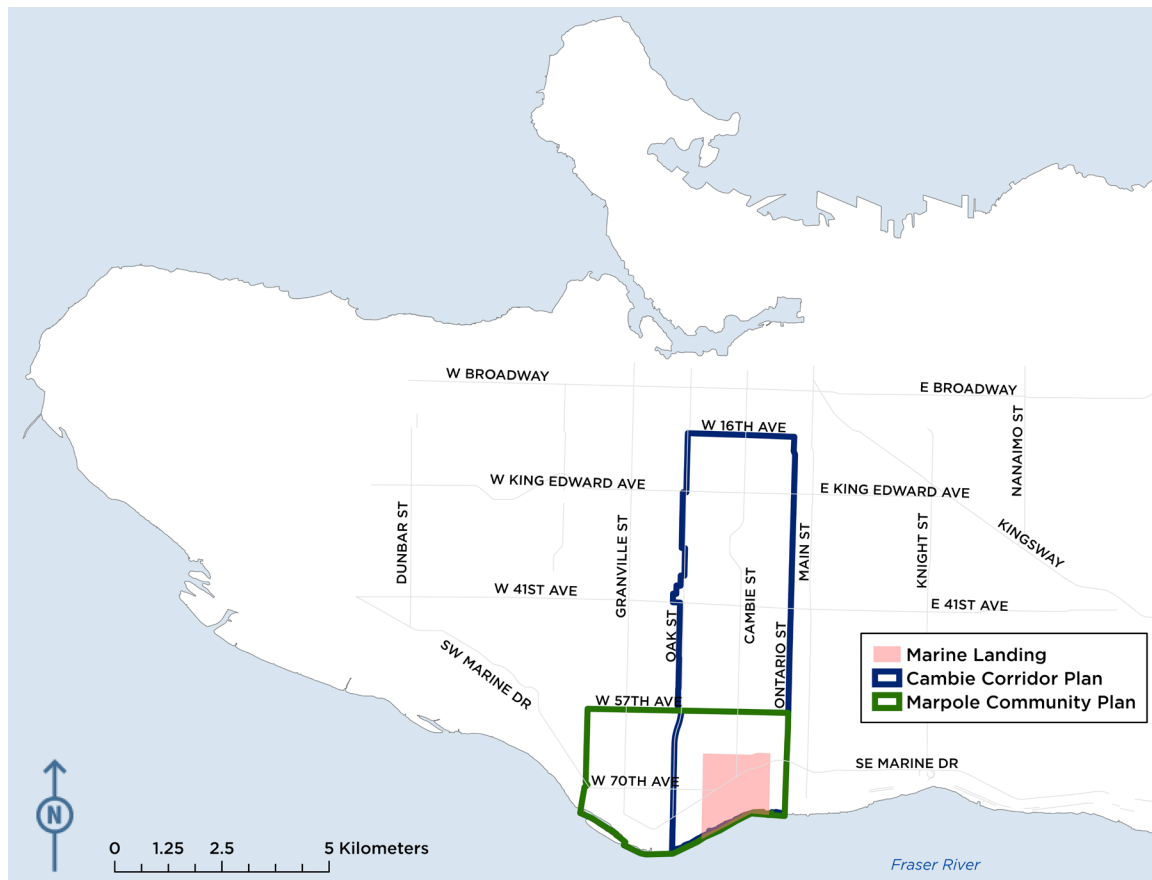 W BROADWAY
E BROADWAY
NANAIMO ST
W 16TH AVE
W KING EDWARD AVE
E KING EDWARD AVE
KINGSWAY
DUNBAR ST
GRANVILLE ST
MAIN ST
KNIGHT ST
CAMBIE ST
W 41ST AVE
E 41ST AVE
OAK ST
ONTARIO ST
SW MARINE DR
Marine Landing
Cambie Corridor Plan
Marpole Community Plan
W 57TH AVE
SE MARINE DR
W 70TH AVE
N
0 1.25 2.5 5 Kilometers
Fraser River